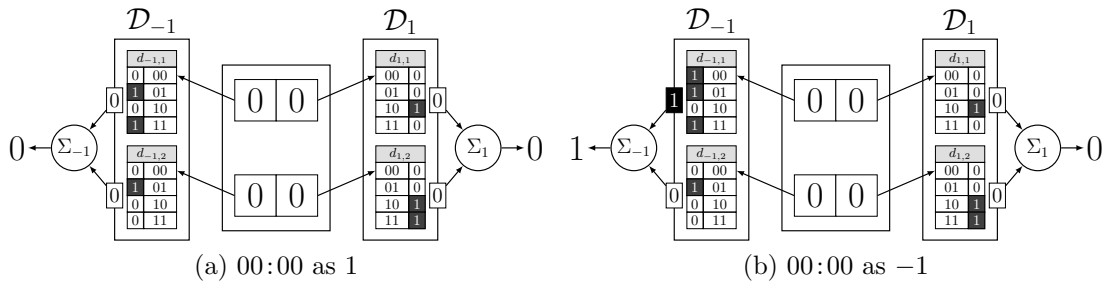 𝒟₋₁ 𝒟₁ 𝒟₋₁ 𝒟₁
d₋₁,₁ d₁,₁ d₋₁,₁ d₁,₁
0 00 00 0 1 00 00 0
1 01 01 0 1 01 01 0
0 10 10 1 0 10 10 1
1 11 11 0 1 11 11 0
0 0 0 0 1 0 0 0
0 Σ₋₁ Σ₁ 0 1 Σ₋₁ Σ₁ 0
d₋₁,₂ d₁,₂ d₋₁,₂ d₁,₂
0 00 00 0 0 00 00 0
1 01 01 0 1 01 01 0
0 10 10 1 0 10 10 1
0 11 11 1 0 11 11 1
0 0 0 0 0 0 0 0
(a) 00:00 as 1 (b) 00:00 as −1